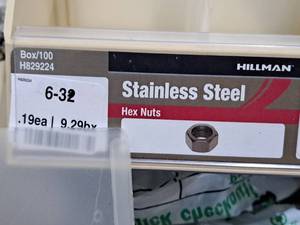 Box/100
H829224
HILLMAN
6-32
.19ea | 9.29bx
Stainless Steel
Hex Nuts